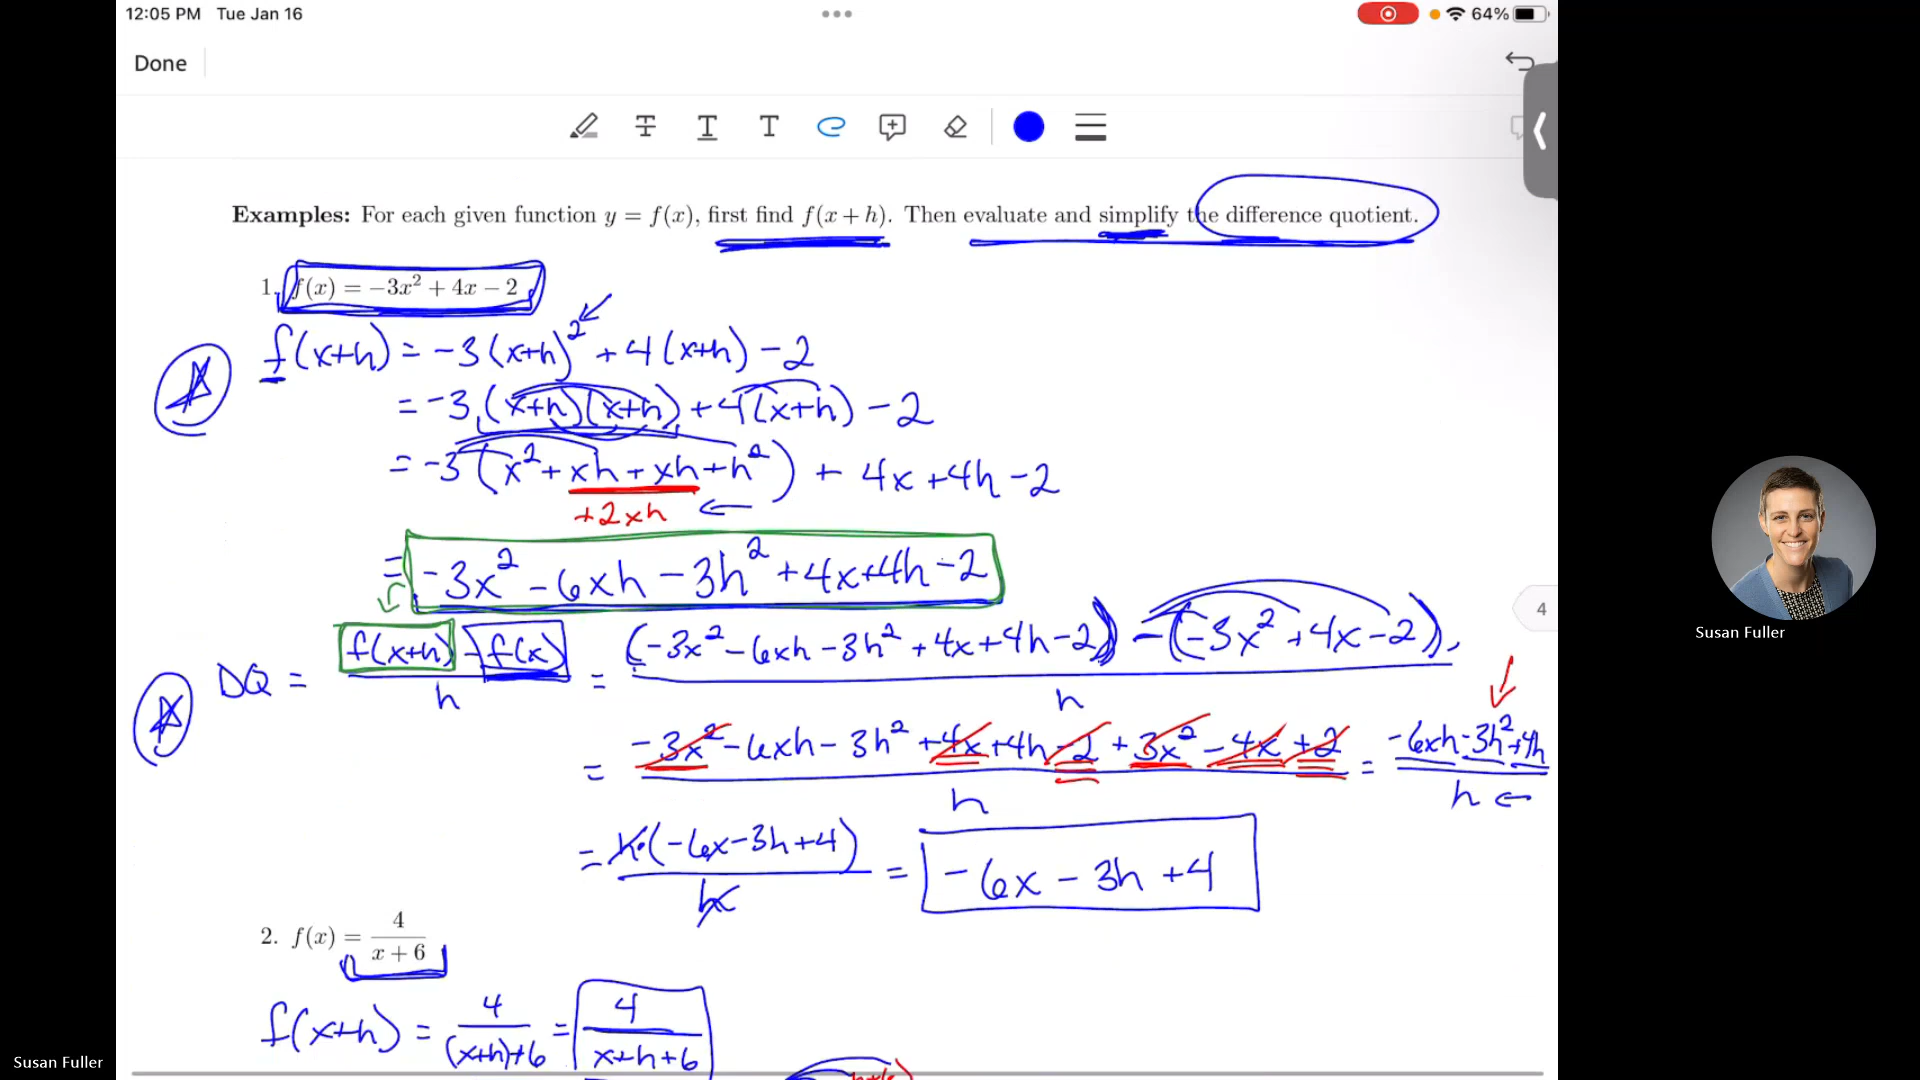 12:05 PM Tue Jan 16
64%
Done
Examples: For each given function y = f(x), first find f(x + h). Then evaluate and simplify the difference quotient.
1. f(x) = −3x² + 4x − 2
f(x+h) = -3(x+h)² + 4(x+h) - 2
= -3(x+h)(x+h) + 4(x+h) - 2
= -3(x² + xh + xh + h²) + 4x + 4h - 2
+2xh
= -3x² - 6xh - 3h² + 4x + 4h - 2
DQ = f(x+h) - f(x) / h = (-3x² - 6xh - 3h² + 4x + 4h - 2) - (-3x² + 4x - 2) / h
= -3x² - 6xh - 3h² + 4x + 4h - 2 + 3x² - 4x + 2 / h = -6xh - 3h² + 4h / h
= h·(-6x - 3h + 4) / h = -6x - 3h + 4
2. f(x) = 4 / x + 6
f(x+h) = 4 / (x+h)+6 = 4 / x+h+6
4
Susan Fuller
Susan Fuller